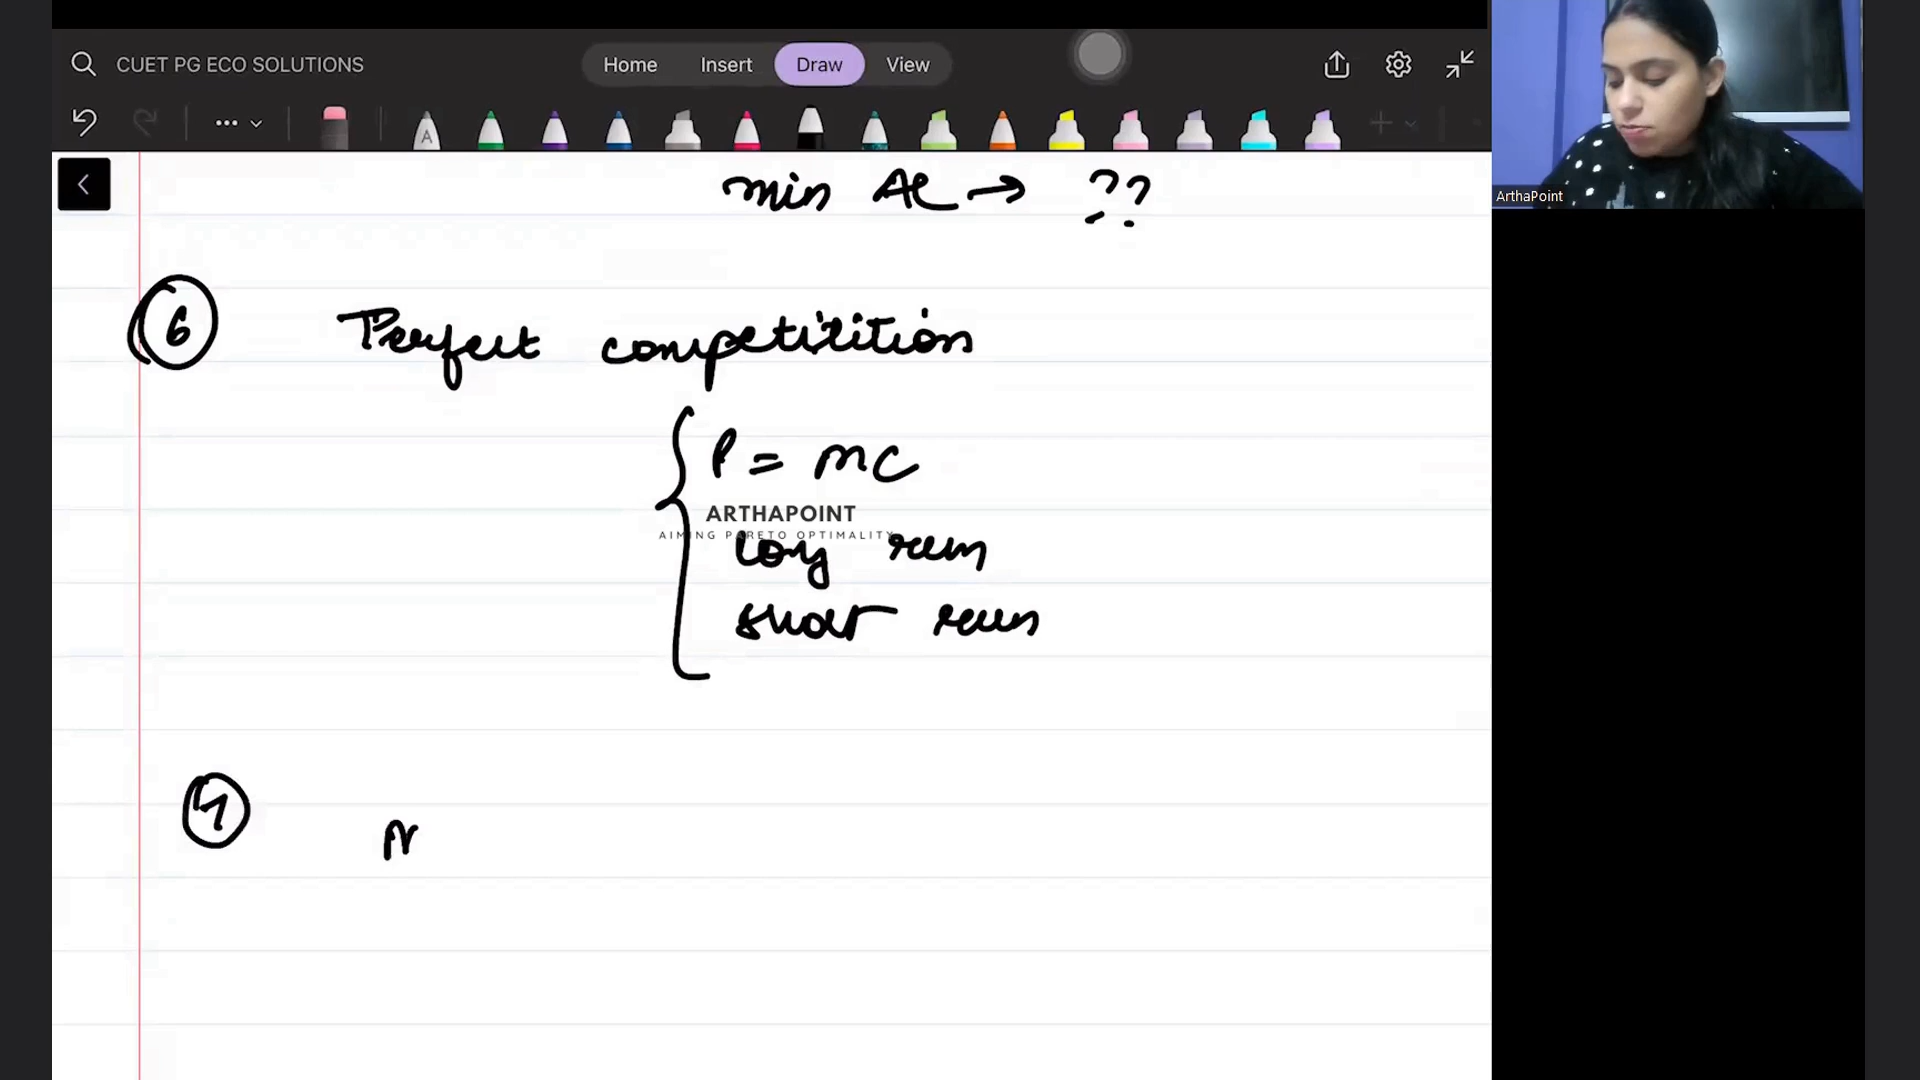 CUET PG ECO SOLUTIONS
Home Insert Draw View
A
ArthaPoint
min AC → ??
6 Perfect competitition
P = MC
ARTHAPOINT
AIMING PARETO OPTIMALITY
long run
short run
7